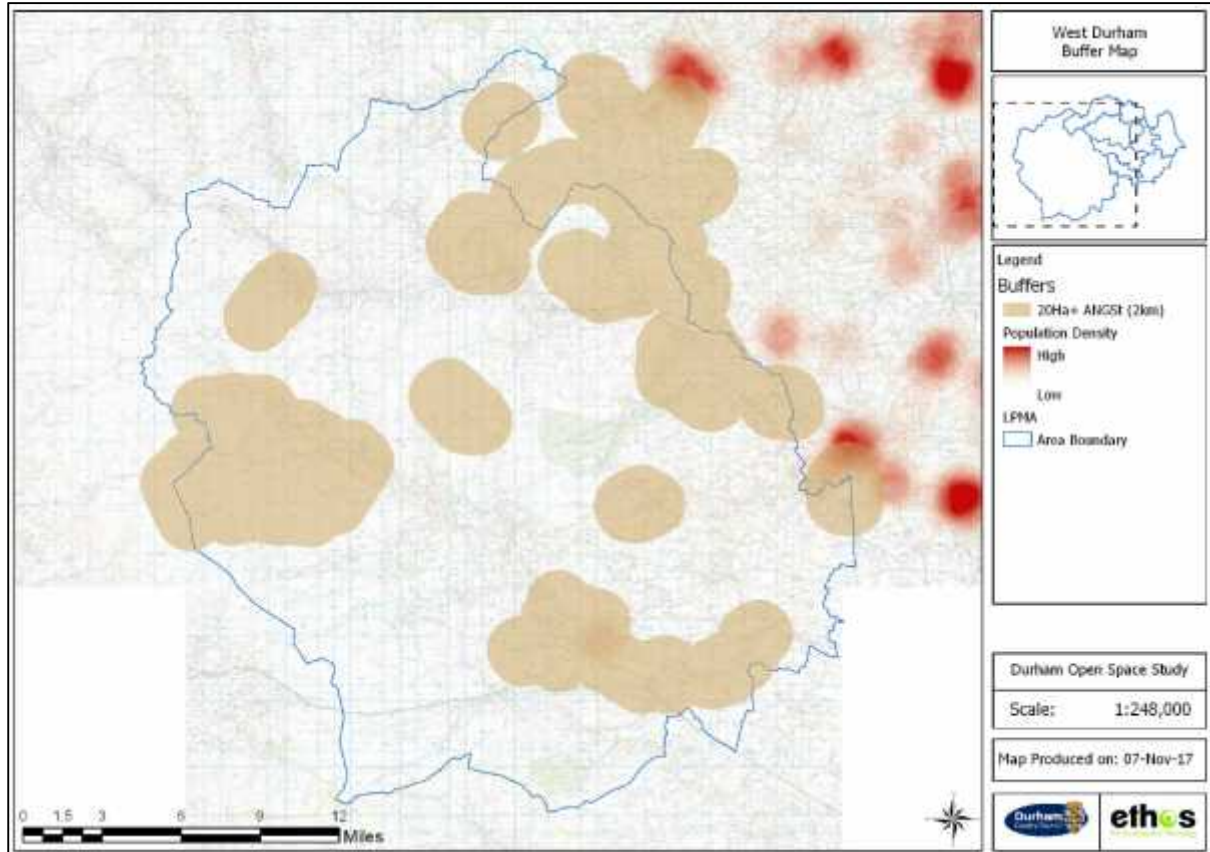 West Durham
Buffer Map
Legend
Buffers
20Ha+ ANGSt (2km)
Population Density
High
Low
LPMA
Area Boundary
Durham Open Space Study
Scale: 1:248,000
Map Produced on: 07-Nov-17
0 1.5 3 6 9 12
Miles
Durham
ethos